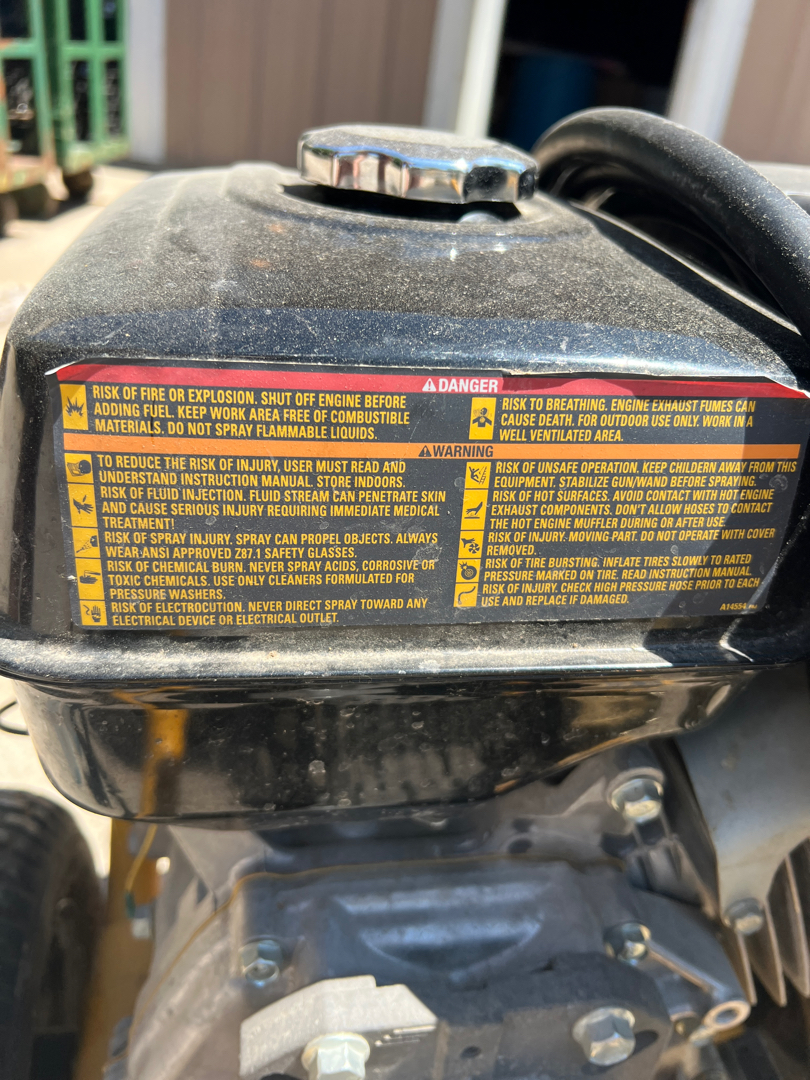 DANGER
RISK OF FIRE OR EXPLOSION. SHUT OFF ENGINE BEFORE
ADDING FUEL. KEEP WORK AREA FREE OF COMBUSTIBLE
MATERIALS. DO NOT SPRAY FLAMMABLE LIQUIDS.
RISK TO BREATHING. ENGINE EXHAUST FUMES CAN
CAUSE DEATH. FOR OUTDOOR USE ONLY. WORK IN A
WELL VENTILATED AREA.
WARNING
TO REDUCE THE RISK OF INJURY, USER MUST READ AND
UNDERSTAND INSTRUCTION MANUAL. STORE INDOORS.
RISK OF FLUID INJECTION. FLUID STREAM CAN PENETRATE SKIN
AND CAUSE SERIOUS INJURY REQUIRING IMMEDIATE MEDICAL
TREATMENT!
RISK OF SPRAY INJURY. SPRAY CAN PROPEL OBJECTS. ALWAYS
WEAR ANSI APPROVED Z87.1 SAFETY GLASSES.
RISK OF CHEMICAL BURN. NEVER SPRAY ACIDS, CORROSIVE OR
TOXIC CHEMICALS. USE ONLY CLEANERS FORMULATED FOR
PRESSURE WASHERS.
RISK OF ELECTROCUTION. NEVER DIRECT SPRAY TOWARD ANY
ELECTRICAL DEVICE OR ELECTRICAL OUTLET.
RISK OF UNSAFE OPERATION. KEEP CHILDERN AWAY FROM THIS
EQUIPMENT. STABILIZE GUN/WAND BEFORE SPRAYING.
RISK OF HOT SURFACES. AVOID CONTACT WITH HOT ENGINE
EXHAUST COMPONENTS. DON'T ALLOW HOSES TO CONTACT
THE HOT ENGINE MUFFLER DURING OR AFTER USE.
RISK OF INJURY. MOVING PART. DO NOT OPERATE WITH COVER
REMOVED.
RISK OF TIRE BURSTING. INFLATE TIRES SLOWLY TO RATED
PRESSURE MARKED ON TIRE. READ INSTRUCTION MANUAL.
RISK OF INJURY. CHECK HIGH PRESSURE HOSE PRIOR TO EACH
USE AND REPLACE IF DAMAGED.
A14554